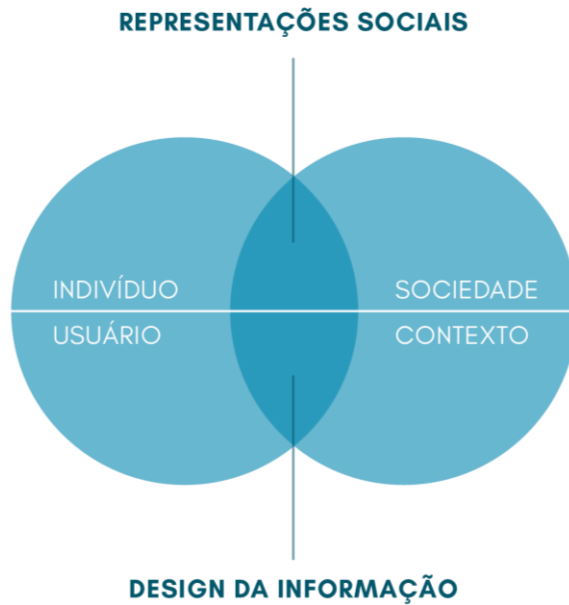 REPRESENTAÇÕES SOCIAIS
INDIVÍDUO
SOCIEDADE
USUÁRIO
CONTEXTO
DESIGN DA INFORMAÇÃO